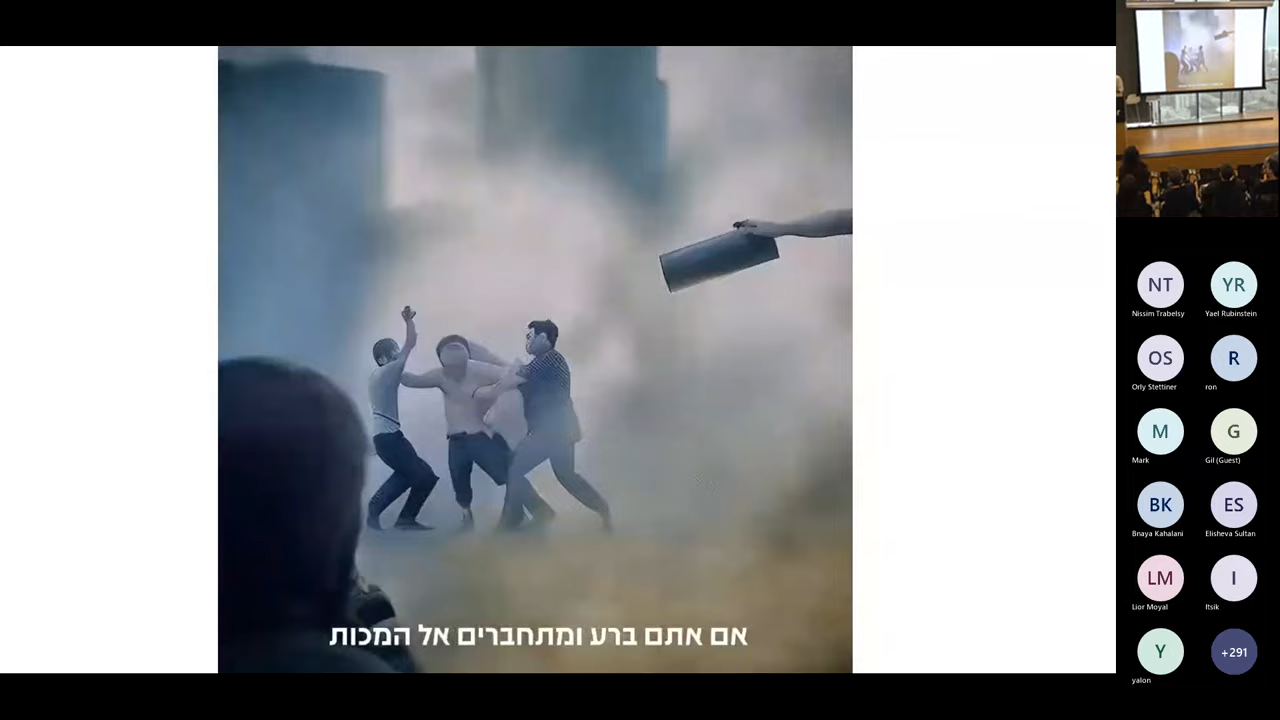 אם אתם ברע ומתחברים אל המכות
NT
Nissim Trabelsy
YR
Yael Rubinstein
OS
Orly Stettiner
R
ron
M
Mark
G
Gil (Guest)
BK
Bnaya Kahalani
ES
Elisheva Sultan
LM
Lior Moyal
I
Itsik
Y
yalon
+291